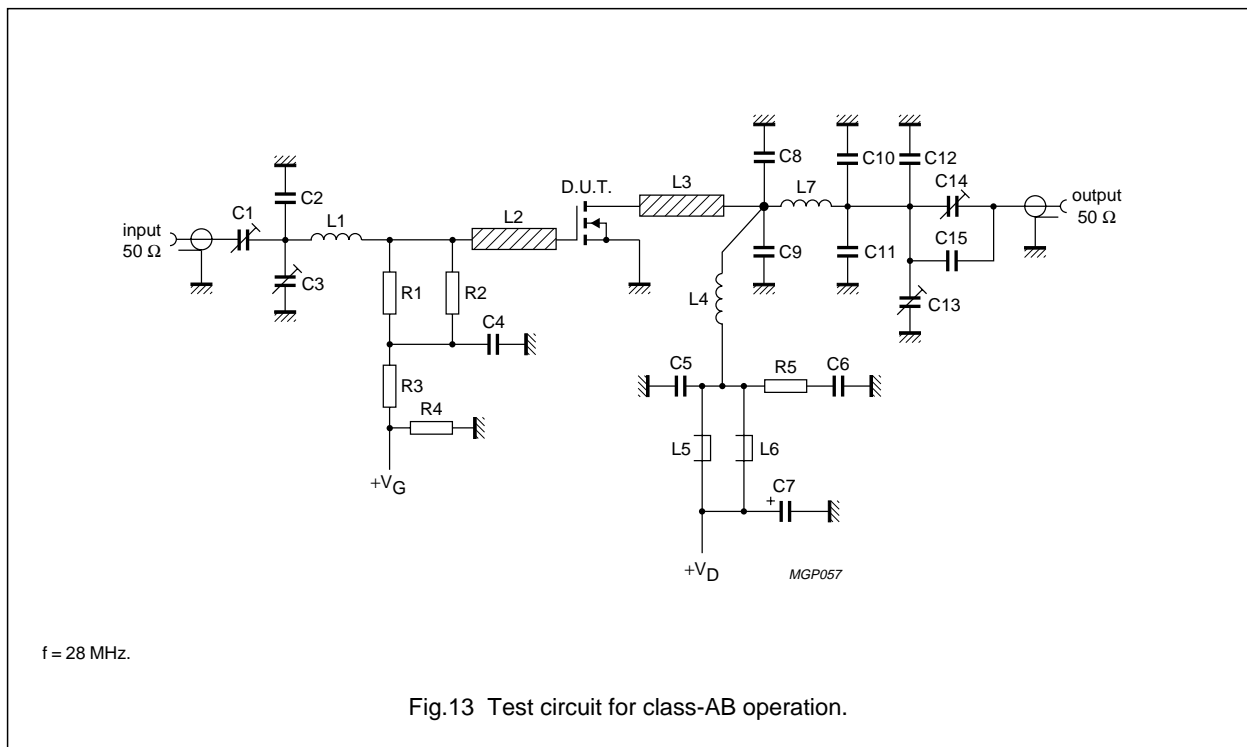 C8
C10
C12
L3
D.U.T.
L7
C14
output
50 Ω
C2
L2
C1
L1
input
50 Ω
C15
C9
C11
C3
C13
R1
R2
L4
C4
C5
R5
C6
R3
R4
L5
L6
+VG
C7
+
+VD
MGP057
f = 28 MHz.
Fig.13 Test circuit for class-AB operation.